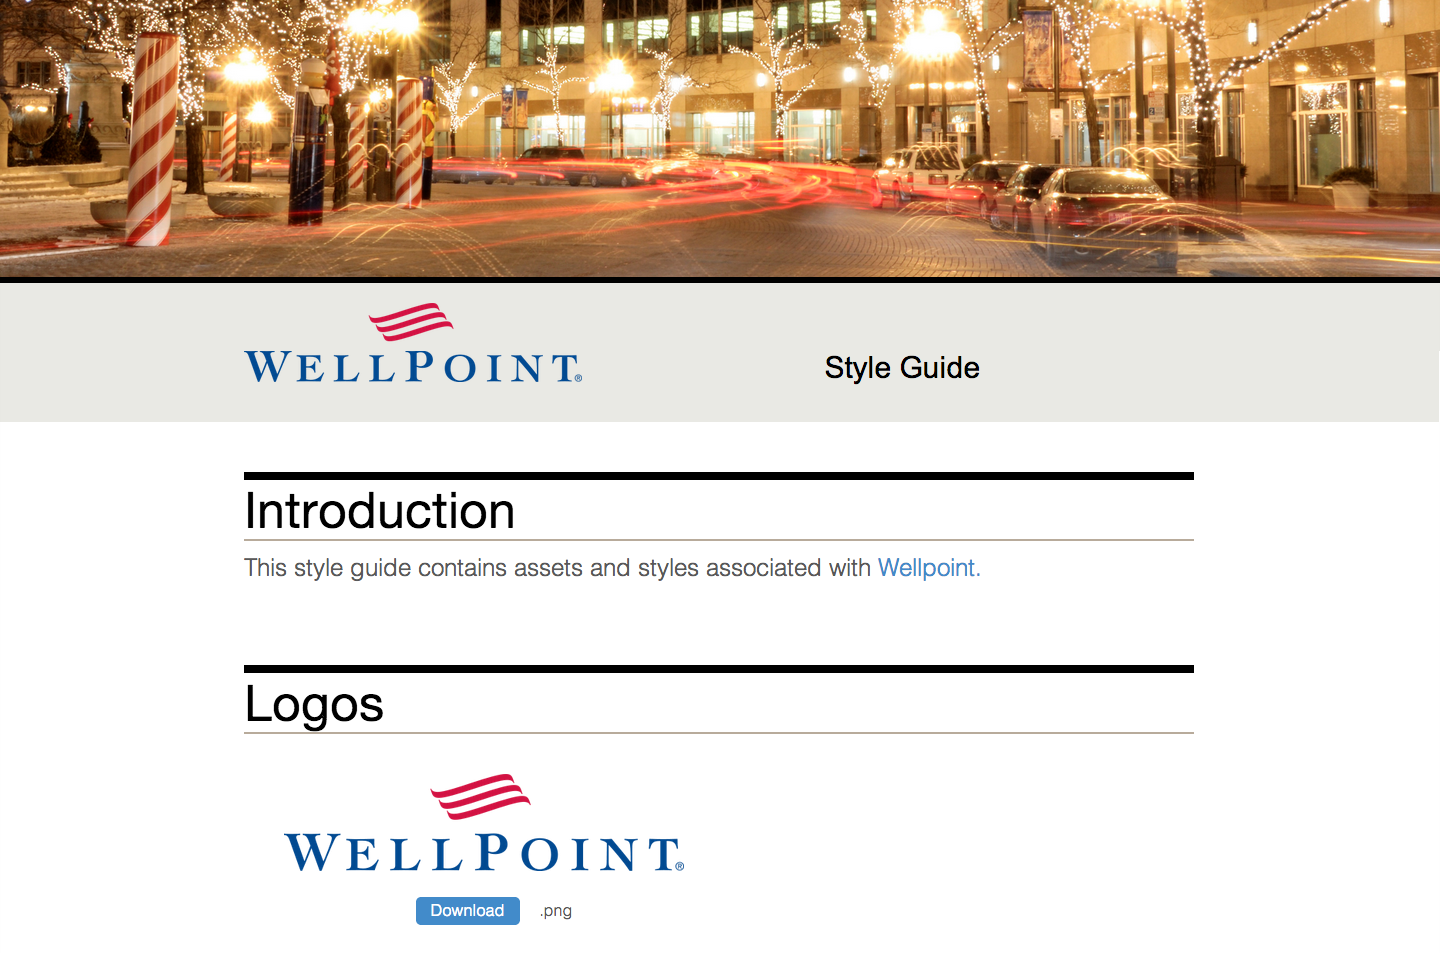 WELLPOINT®
Style Guide
Introduction
This style guide contains assets and styles associated with Wellpoint.
Logos
WELLPOINT®
Download .png